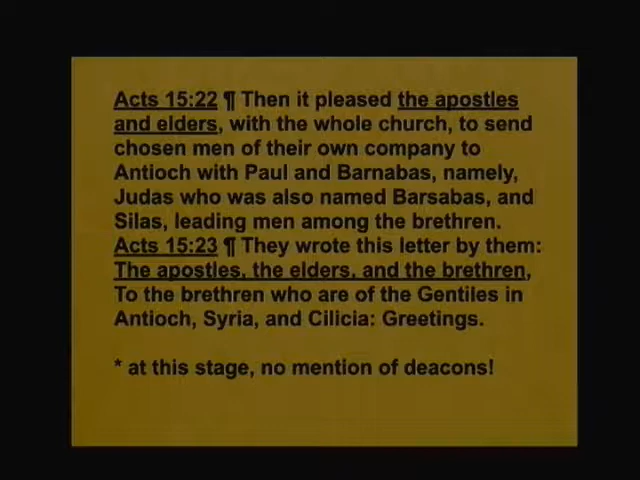 Acts 15:22 ¶ Then it pleased the apostles
and elders, with the whole church, to send
chosen men of their own company to
Antioch with Paul and Barnabas, namely,
Judas who was also named Barsabas, and
Silas, leading men among the brethren.
Acts 15:23 ¶ They wrote this letter by them:
The apostles, the elders, and the brethren,
To the brethren who are of the Gentiles in
Antioch, Syria, and Cilicia: Greetings.
* at this stage, no mention of deacons!